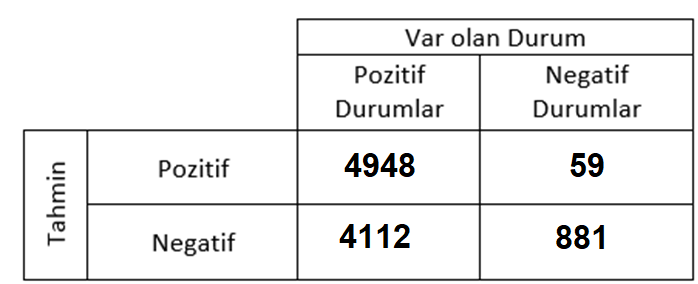 Var olan Durum
Pozitif
Durumlar
Negatif
Durumlar
Tahmin
Pozitif
4948
59
Negatif
4112
881